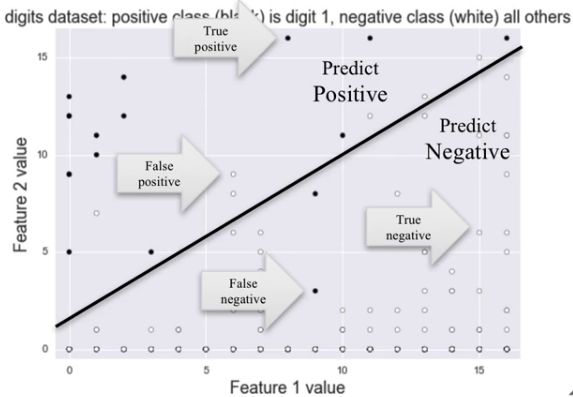 digits dataset: positive class (black) is digit 1, negative class (white) all others
True
positive
Predict
Positive
Predict
Negative
False
positive
True
negative
False
negative
Feature 2 value
15
10
5
0
0
5
10
15
Feature 1 value